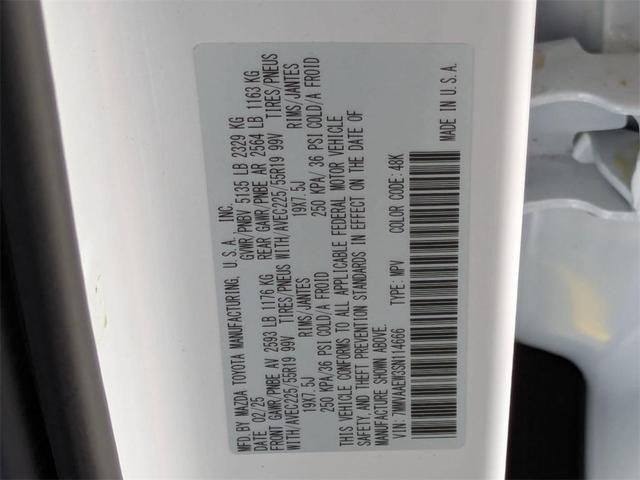 MFD.BY MAZDA TOYOTA MANUFACTURING, U.S.A., INC.
DATE 02/25 GVWR/PNBV 5135 LB 2329 KG
FRONT GAWR/PNBE AV 2593 LB 1176 KG REAR GAWR/PNBE AR 2564 LB 1163 KG
WITH/AVEC225/55R19 99V TIRES/PNEUS WITH/AVEC225/55R19 99V TIRES/PNEUS
19X7.5J RIMS/JANTES 19X7.5J RIMS/JANTES
250 KPA/36 PSI COLD/A FROID 250 KPA/ 36 PSI COLD/A FROID
THIS VEHICLE CONFORMS TO ALL APPLICABLE FEDERAL MOTOR VEHICLE
SAFETY,AND THEFT PREVENTION STANDARDS IN EFFECT ON THE DATE OF
MANUFACTURE SHOWN ABOVE.
VIN:7MMVAAEW3SN114666 TYPE: MPV COLOR CODE: 48K
MADE IN U.S.A.